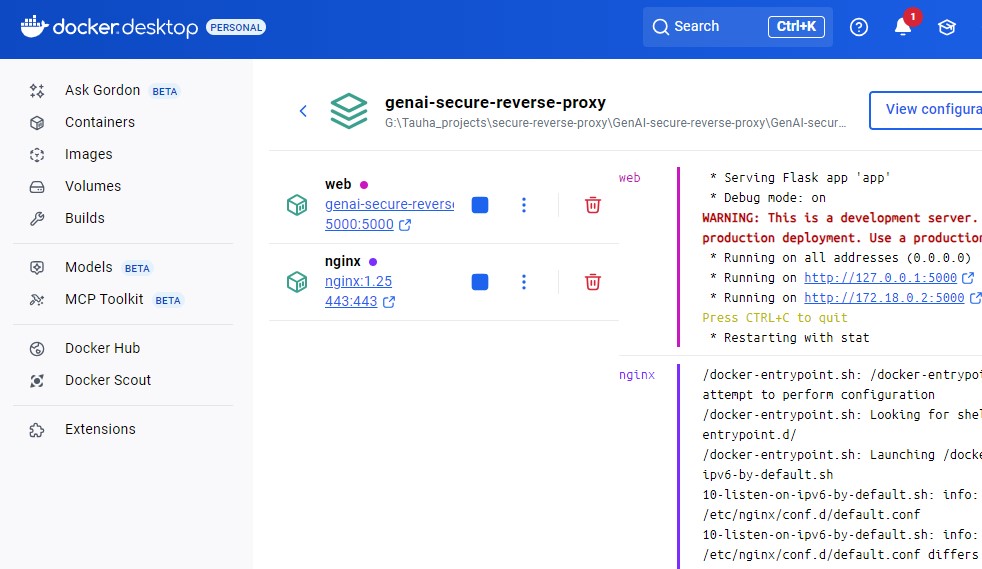 docker desktop PERSONAL
Search Ctrl+K
1
Ask Gordon BETA
Containers
Images
Volumes
Builds
Models BETA
MCP Toolkit BETA
Docker Hub
Docker Scout
Extensions
genai-secure-reverse-proxy
G:\Tauha_projects\secure-reverse-proxy\GenAI-secure-reverse-proxy\GenAI-secur...
View configura
web
genai-secure-revers
5000:5000
nginx
nginx:1.25
443:443
web
* Serving Flask app 'app'
* Debug mode: on
WARNING: This is a development server.
production deployment. Use a production
* Running on all addresses (0.0.0.0)
* Running on http://127.0.0.1:5000
* Running on http://172.18.0.2:5000
Press CTRL+C to quit
* Restarting with stat
nginx
/docker-entrypoint.sh: /docker-entrypoi
attempt to perform configuration
/docker-entrypoint.sh: Looking for shel
entrypoint.d/
/docker-entrypoint.sh: Launching /docke
ipv6-by-default.sh
10-listen-on-ipv6-by-default.sh: info:
/etc/nginx/conf.d/default.conf
10-listen-on-ipv6-by-default.sh: info:
/etc/nginx/conf.d/default.conf differs